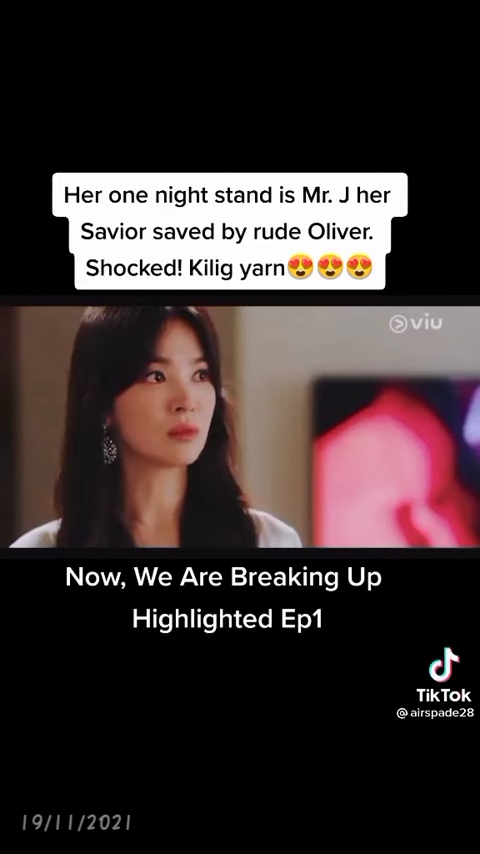 Her one night stand is Mr. J her
Savior saved by rude Oliver.
Shocked! Kilig yarn😍😍😍
viu
Now, We Are Breaking Up
Highlighted Ep1
TikTok
@airspade28
19/11/2021